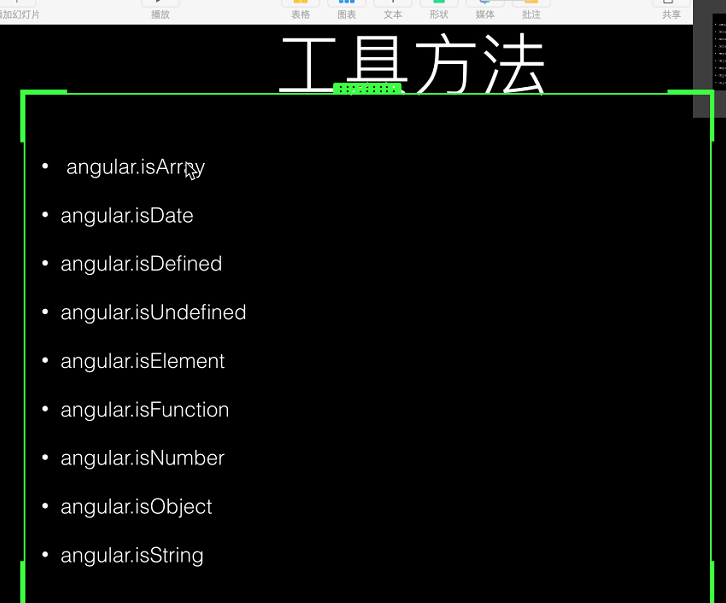 添加幻灯片 播放 表格 图表 文本 形状 媒体 批注 共享
工具方法
• angular.isArray
• angular.isDate
• angular.isDefined
• angular.isUndefined
• angular.isElement
• angular.isFunction
• angular.isNumber
• angular.isObject
• angular.isString